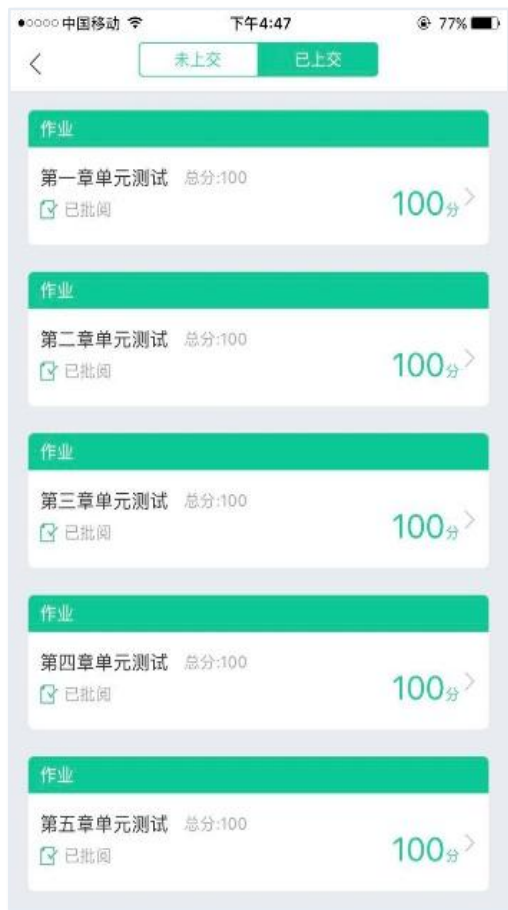 中国移动 下午4:47 77%
未上交 已上交
作业
第一章单元测试 总分:100
已批阅 100分
作业
第二章单元测试 总分:100
已批阅 100分
作业
第三章单元测试 总分:100
已批阅 100分
作业
第四章单元测试 总分:100
已批阅 100分
作业
第五章单元测试 总分:100
已批阅 100分